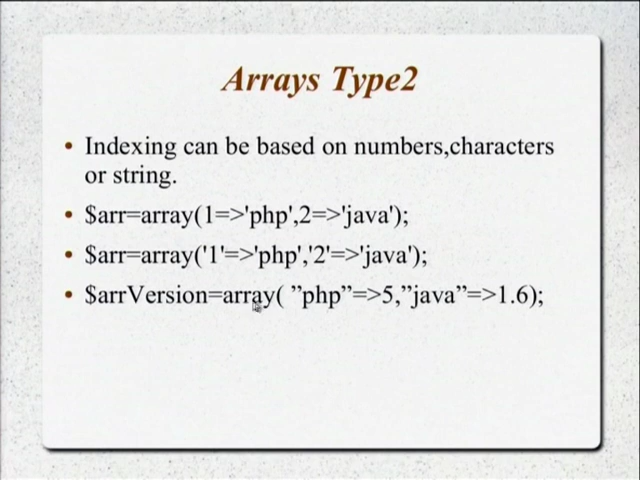 Arrays Type2
• Indexing can be based on numbers,characters
or string.
• $arr=array(1=>'php',2=>'java');
• $arr=array('1'=>'php','2'=>'java');
• $arrVersion=array( ”php”=>5,”java”=>1.6);